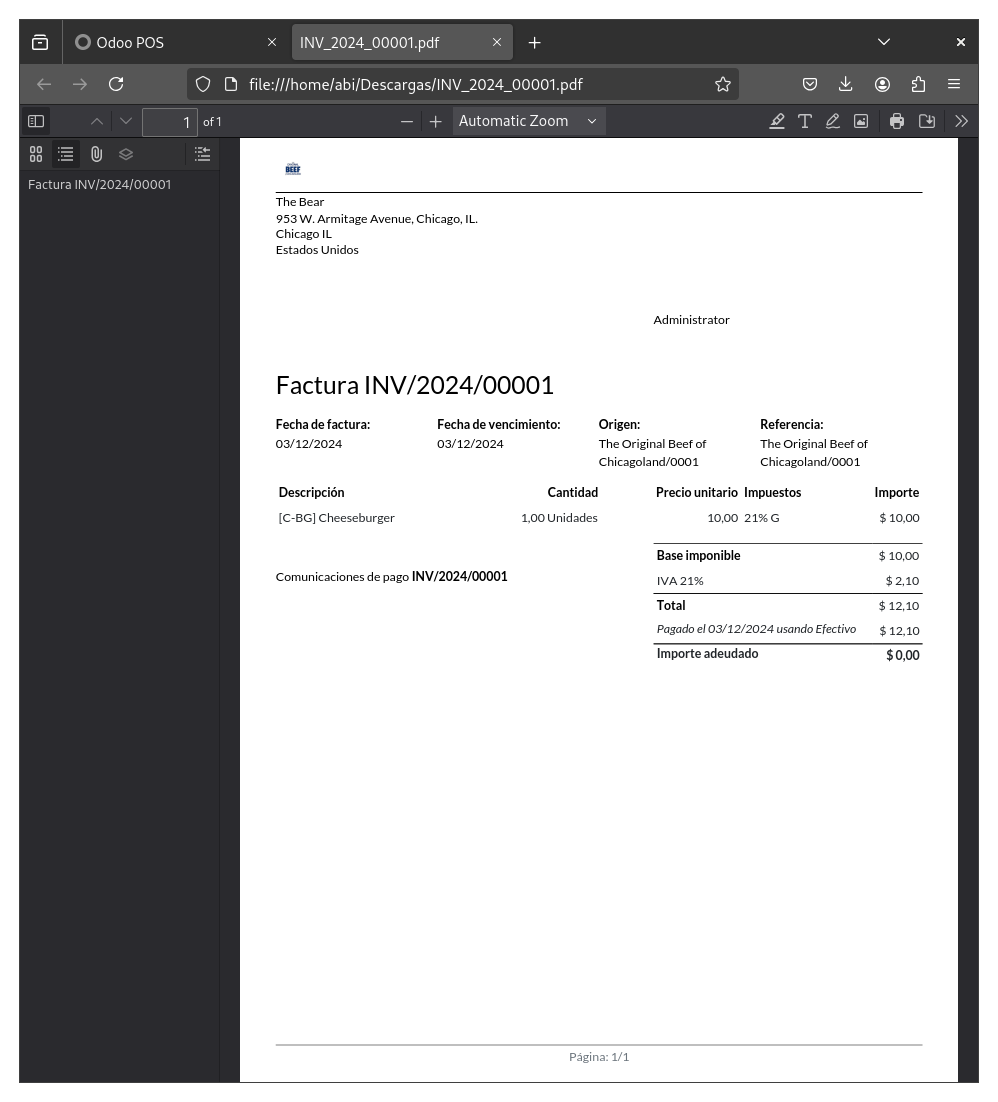 Odoo POS
INV_2024_00001.pdf
file:///home/abi/Descargas/INV_2024_00001.pdf
1 of 1
Automatic Zoom
Factura INV/2024/00001
BEEF
The Bear
953 W. Armitage Avenue, Chicago, IL.
Chicago IL
Estados Unidos
Administrator
Factura INV/2024/00001
Fecha de factura: Fecha de vencimiento: Origen: Referencia:
03/12/2024 03/12/2024 The Original Beef of The Original Beef of
Chicagoland/0001 Chicagoland/0001
Descripción Cantidad Precio unitario Impuestos Importe
[C-BG] Cheeseburger 1,00 Unidades 10,00 21% G $ 10,00
Base imponible $ 10,00
Comunicaciones de pago INV/2024/00001
IVA 21% $ 2,10
Total $ 12,10
Pagado el 03/12/2024 usando Efectivo $ 12,10
Importe adeudado $ 0,00
Página: 1/1